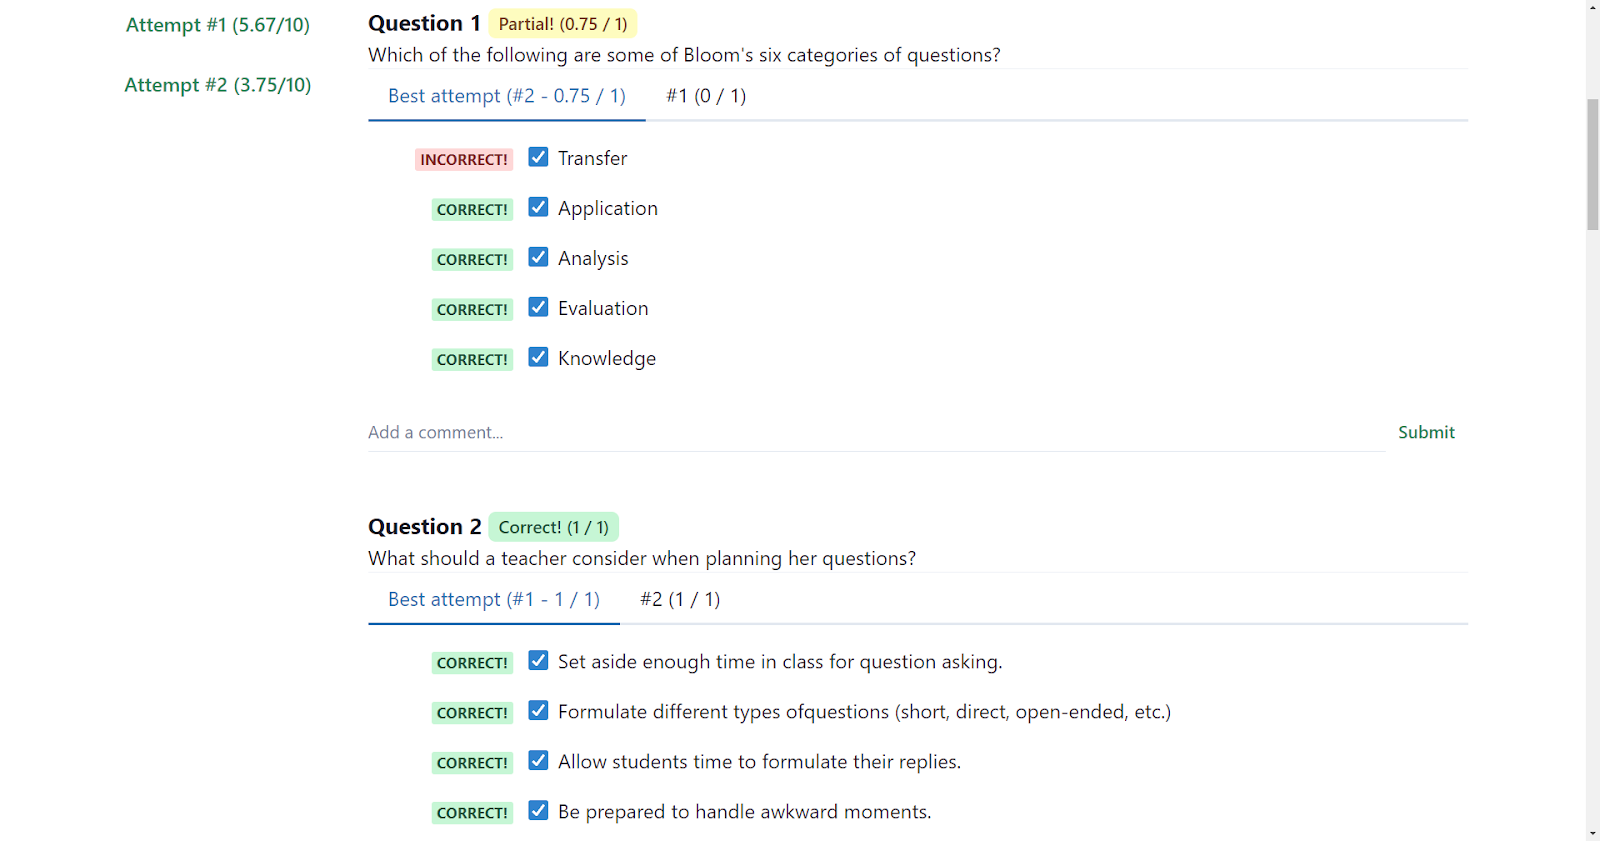 Attempt #1 (5.67/10)
Attempt #2 (3.75/10)
Question 1 Partial! (0.75 / 1)
Which of the following are some of Bloom's six categories of questions?
Best attempt (#2 - 0.75 / 1) #1 (0 / 1)
INCORRECT! Transfer
CORRECT! Application
CORRECT! Analysis
CORRECT! Evaluation
CORRECT! Knowledge
Add a comment... Submit
Question 2 Correct! (1 / 1)
What should a teacher consider when planning her questions?
Best attempt (#1 - 1 / 1) #2 (1 / 1)
CORRECT! Set aside enough time in class for question asking.
CORRECT! Formulate different types ofquestions (short, direct, open-ended, etc.)
CORRECT! Allow students time to formulate their replies.
CORRECT! Be prepared to handle awkward moments.